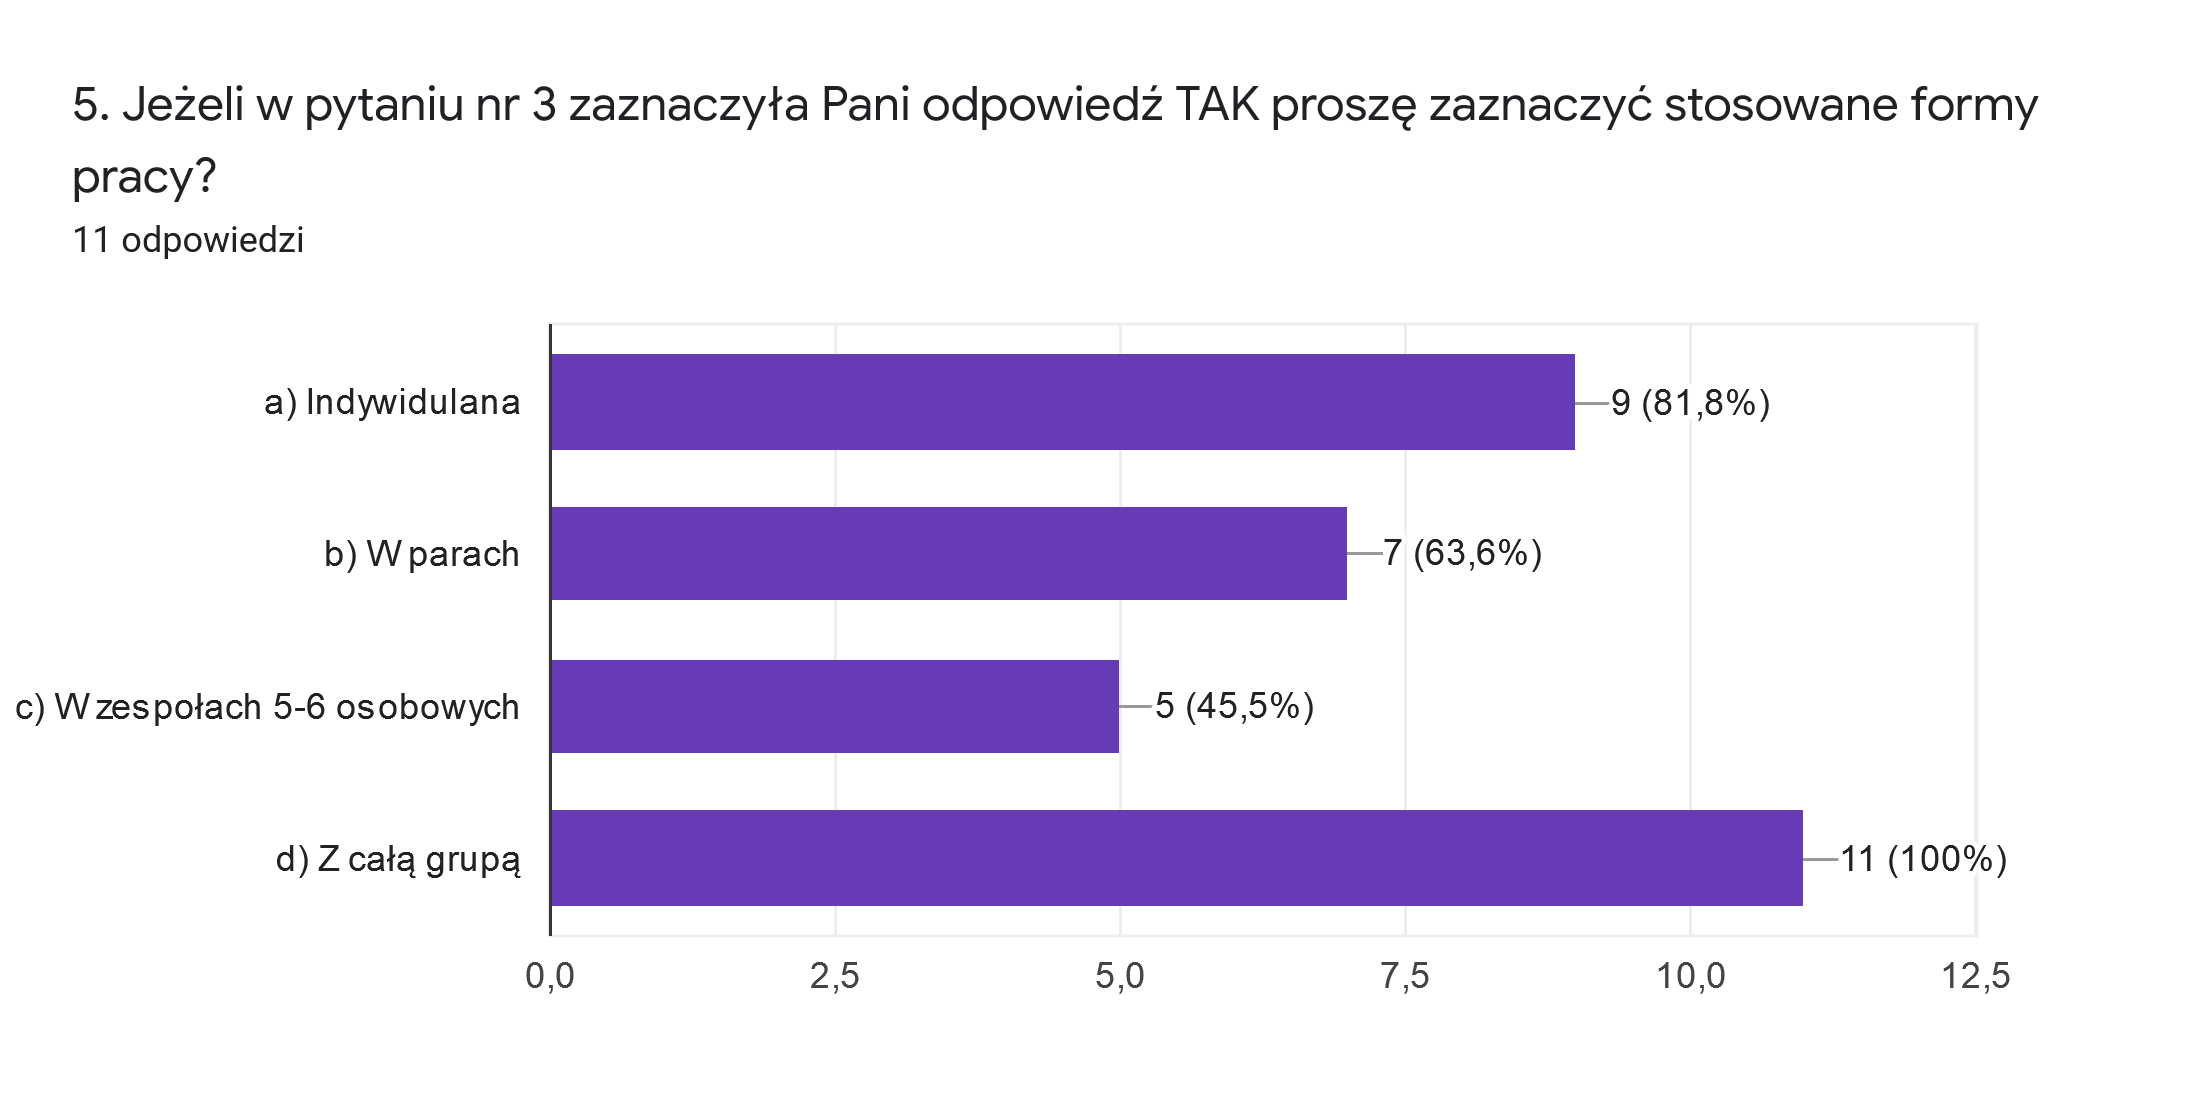 5. Jeżeli w pytaniu nr 3 zaznaczyła Pani odpowiedź TAK proszę zaznaczyć stosowane formy
pracy?
11 odpowiedzi
a) Indywidulana
9 (81,8%)
b) W parach
7 (63,6%)
c) W zespołach 5-6 osobowych
5 (45,5%)
d) Z całą grupą
11 (100%)
0,0 2,5 5,0 7,5 10,0 12,5